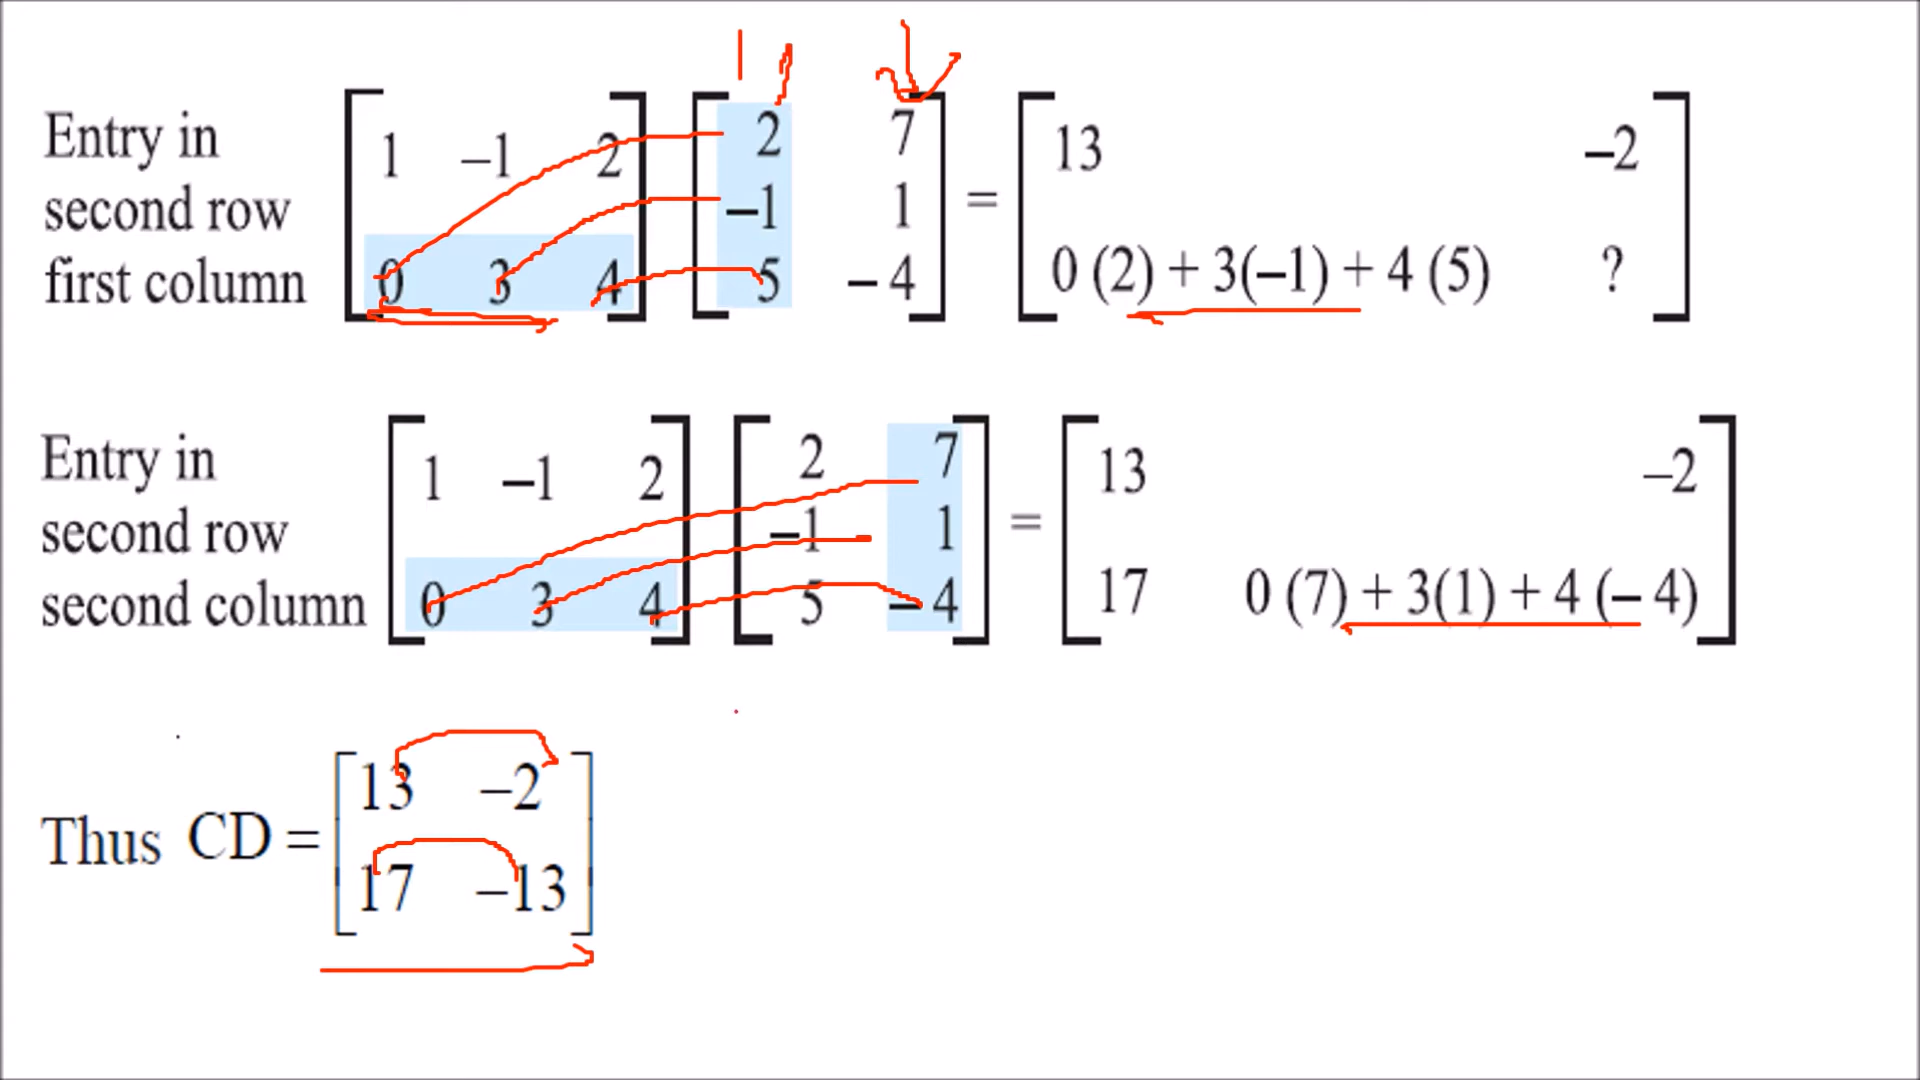 Entry in
second row
first column
[1 –1 2
0 3 4] [2 7
–1 1
5 – 4] = [13 –2
0 (2) + 3(–1) + 4 (5) ?]
Entry in
second row
second column
[1 –1 2
0 3 4] [2 7
–1 1
5 – 4] = [13 –2
17 0 (7) + 3(1) + 4 (– 4)]
Thus CD = [13 –2
17 –13]